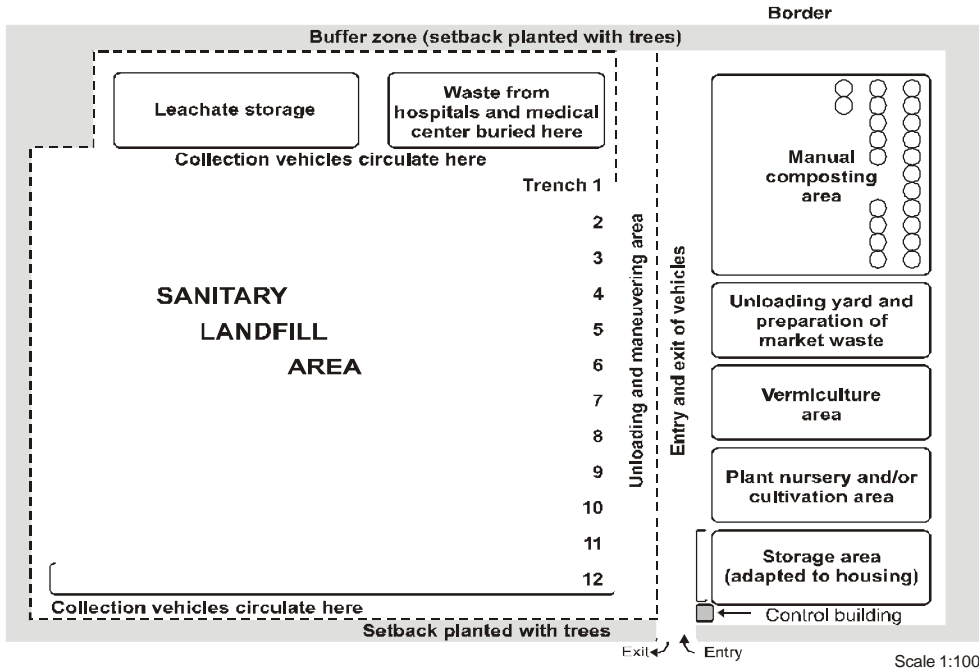 Border
Buffer zone (setback planted with trees)
Leachate storage
Waste from
hospitals and medical
center buried here
Collection vehicles circulate here
Trench 1
2
3
4
5
6
7
8
9
10
11
12
SANITARY
LANDFILL
AREA
Unloading and maneuvering area
Entry and exit of vehicles
Manual
composting
area
Unloading yard and
preparation of
market waste
Vermiculture
area
Plant nursery and/or
cultivation area
Storage area
(adapted to housing)
Control building
Collection vehicles circulate here
Setback planted with trees
Exit
Entry
Scale 1:100